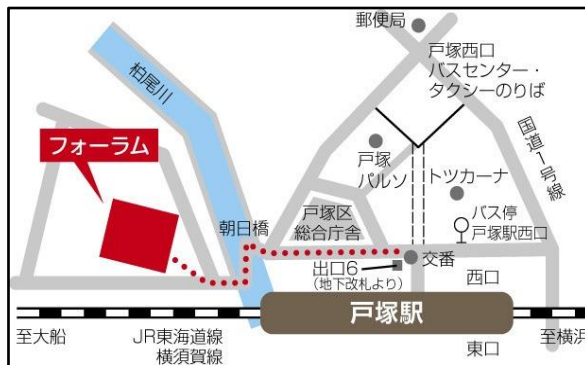 郵便局
戸塚西口
バスセンター・
タクシーのりば
柏尾川
国道1号線
フォーラム
戸塚
パルソ
トツカーナ
戸塚区
総合庁舎
バス停
戸塚駅西口
朝日橋
出口6
(地下改札より)
交番
西口
戸塚駅
至大船
JR東海道線
横須賀線
至横浜
東口